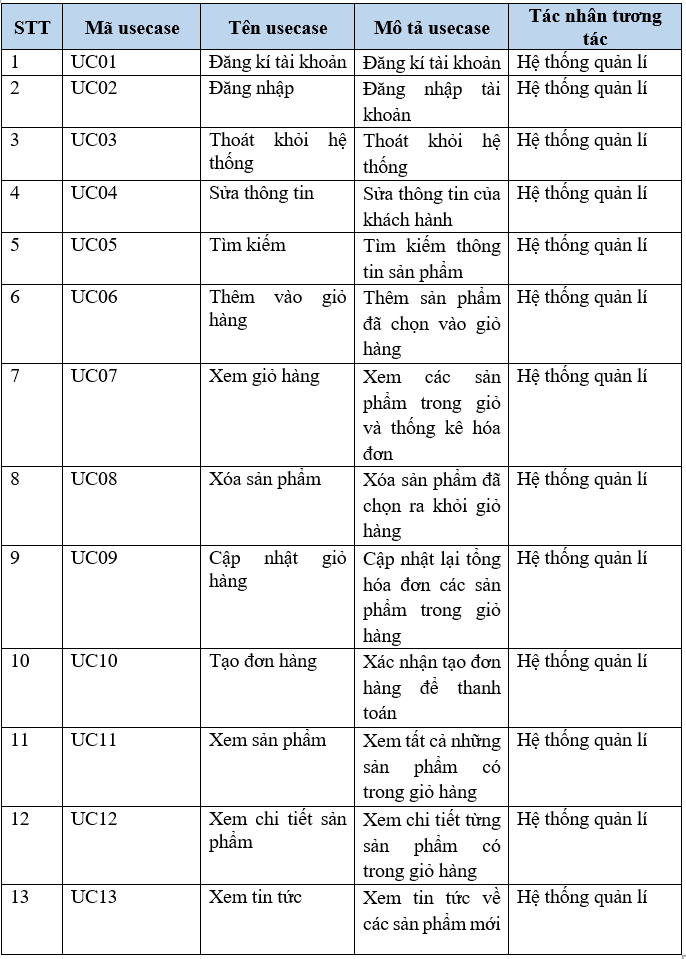 STT Mã usecase Tên usecase Mô tả usecase Tác nhân tương
tác
1 UC01 Đăng kí tài khoản Đăng kí tài khoản Hệ thống quản lí
2 UC02 Đăng nhập Đăng nhập tài Hệ thống quản lí
khoản
3 UC03 Thoát khỏi hệ Thoát khỏi hệ Hệ thống quản lí
thống thống
4 UC04 Sửa thông tin Sửa thông tin của Hệ thống quản lí
khách hành
5 UC05 Tìm kiếm Tìm kiếm thông Hệ thống quản lí
tin sản phẩm
6 UC06 Thêm vào giỏ Thêm sản phẩm Hệ thống quản lí
hàng đã chọn vào giỏ
hàng
7 UC07 Xem giỏ hàng Xem các sản Hệ thống quản lí
phẩm trong giỏ
và thống kê hóa
đơn
8 UC08 Xóa sản phẩm Xóa sản phẩm đã Hệ thống quản lí
chọn ra khỏi giỏ
hàng
9 UC09 Cập nhật giỏ Cập nhật lại tổng Hệ thống quản lí
hàng hóa đơn các sản
phẩm trong giỏ
hàng
10 UC10 Tạo đơn hàng Xác nhận tạo đơn Hệ thống quản lí
hàng để thanh
toán
11 UC11 Xem sản phẩm Xem tất cả những Hệ thống quản lí
sản phẩm có
trong giỏ hàng
12 UC12 Xem chi tiết sản Xem chi tiết từng Hệ thống quản lí
phẩm sản phẩm có
trong giỏ hàng
13 UC13 Xem tin tức Xem tin tức về Hệ thống quản lí
các sản phẩm mới